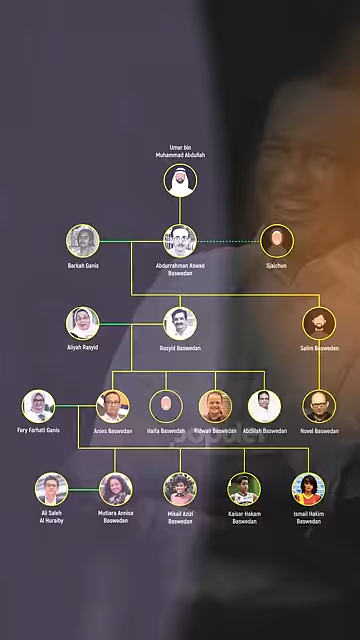 Umar bin
Muhammad Abdullah
Barkah Ganis
Abdurrahman Aswad
Baswedan
Sjaichun
Aliyah Rasyid
Rasyid Baswedan
Salim Baswedan
Fery Farhati Ganis
Anies Baswedan
Haifa Baswedah
Ridwan Baswedan
Abdillah Baswedan
Novel Baswedan
Ali Saleh
Al Huraiby
Mutiara Annisa
Baswedan
Mikail Azizi
Baswedan
Kaisar Hakam
Baswedan
Ismail Hakim
Baswedan